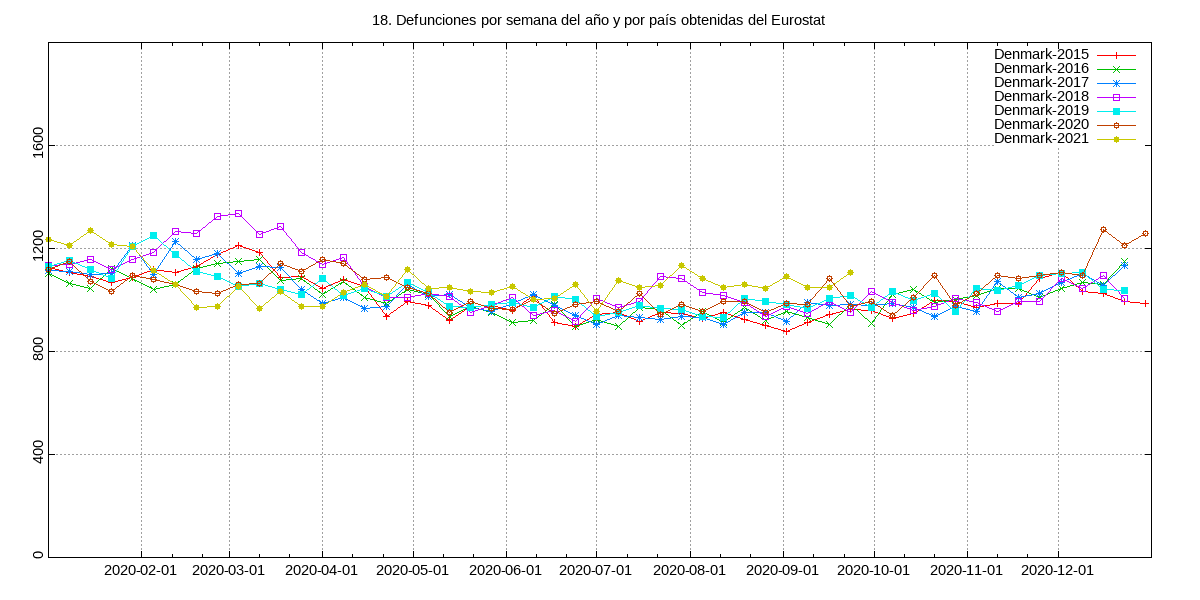 18. Defunciones por semana del año y por país obtenidas del Eurostat
Denmark-2015
Denmark-2016
Denmark-2017
Denmark-2018
Denmark-2019
Denmark-2020
Denmark-2021
1600
1200
800
400
0
2020-02-01 2020-03-01 2020-04-01 2020-05-01 2020-06-01 2020-07-01 2020-08-01 2020-09-01 2020-10-01 2020-11-01 2020-12-01